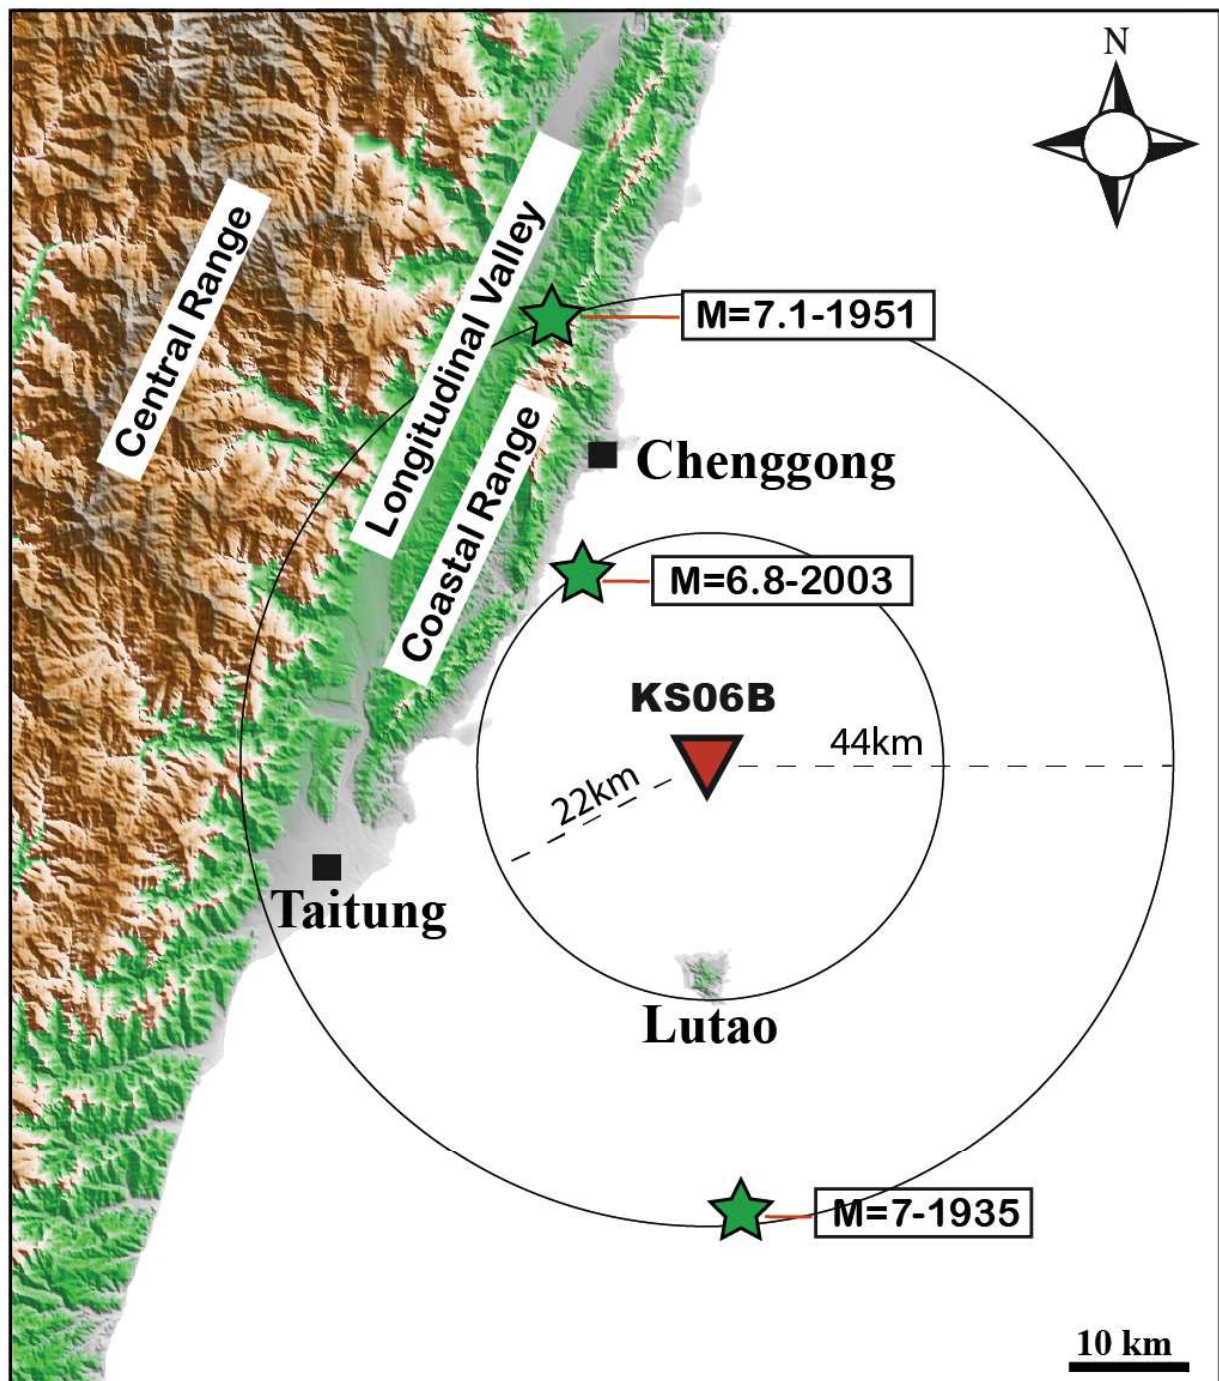 N
Central Range
Longitudinal Valley
M=7.1-1951
Coastal Range
Chenggong
M=6.8-2003
KS06B
44km
22km
Taitung
Lutao
M=7-1935
10 km